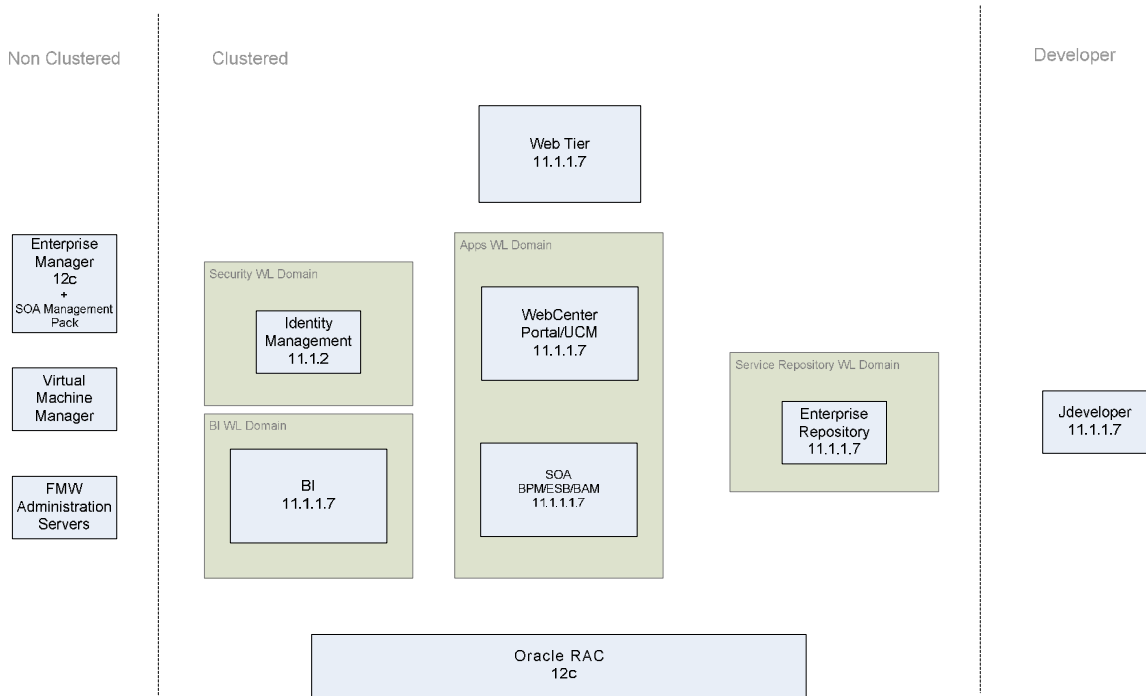 Non Clustered
Clustered
Developer
Web Tier
11.1.1.7
Enterprise
Manager
12c
+
SOA Management
Pack
Virtual
Machine
Manager
FMW
Administration
Servers
Security WL Domain
Identity
Management
11.1.2
BI WL Domain
BI
11.1.1.7
Apps WL Domain
WebCenter
Portal/UCM
11.1.1.7
SOA
BPM/ESB/BAM
11.1.1.1.7
Service Repository WL Domain
Enterprise
Repository
11.1.1.7
Jdeveloper
11.1.1.7
Oracle RAC
12c